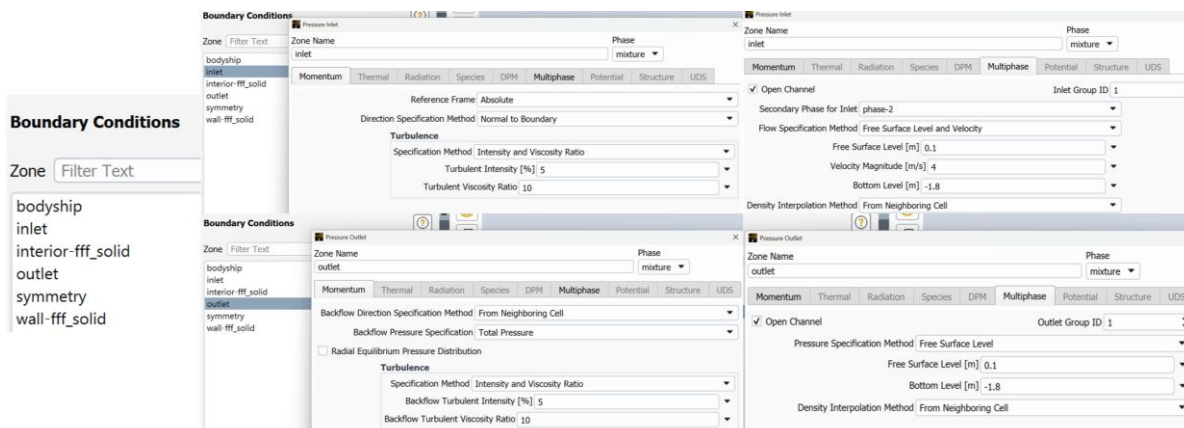 Boundary Conditions
Zone Filter Text
bodyship
inlet
interior-fff_solid
outlet
symmetry
wall-fff_solid
Boundary Conditions
Zone Filter Text
bodyship
inlet
interior-fff_solid
outlet
symmetry
wall-fff_solid
Pressure Inlet
Zone Name
Phase
inlet
mixture
Momentum Thermal Radiation Species DPM Multiphase Potential Structure UDS
Reference Frame Absolute
Direction Specification Method Normal to Boundary
Turbulence
Specification Method Intensity and Viscosity Ratio
Turbulent Intensity [%] 5
Turbulent Viscosity Ratio 10
Pressure Inlet
Zone Name
Phase
inlet
mixture
Momentum Thermal Radiation Species DPM Multiphase Potential Structure UDS
Open Channel Inlet Group ID 1
Secondary Phase for Inlet phase-2
Flow Specification Method Free Surface Level and Velocity
Free Surface Level [m] 0.1
Velocity Magnitude [m/s] 4
Bottom Level [m] -1.8
Density Interpolation Method From Neighboring Cell
Boundary Conditions
Zone Filter Text
bodyship
inlet
interior-fff_solid
outlet
symmetry
wall-fff_solid
Pressure Outlet
Zone Name
Phase
outlet
mixture
Momentum Thermal Radiation Species DPM Multiphase Potential Structure UDS
Backflow Direction Specification Method From Neighboring Cell
Backflow Pressure Specification Total Pressure
Radial Equilibrium Pressure Distribution
Turbulence
Specification Method Intensity and Viscosity Ratio
Backflow Turbulent Intensity [%] 5
Backflow Turbulent Viscosity Ratio 10
Pressure Outlet
Zone Name
Phase
outlet
mixture
Momentum Thermal Radiation Species DPM Multiphase Potential Structure UDS
Open Channel Outlet Group ID 1
Pressure Specification Method Free Surface Level
Free Surface Level [m] 0.1
Bottom Level [m] -1.8
Density Interpolation Method From Neighboring Cell